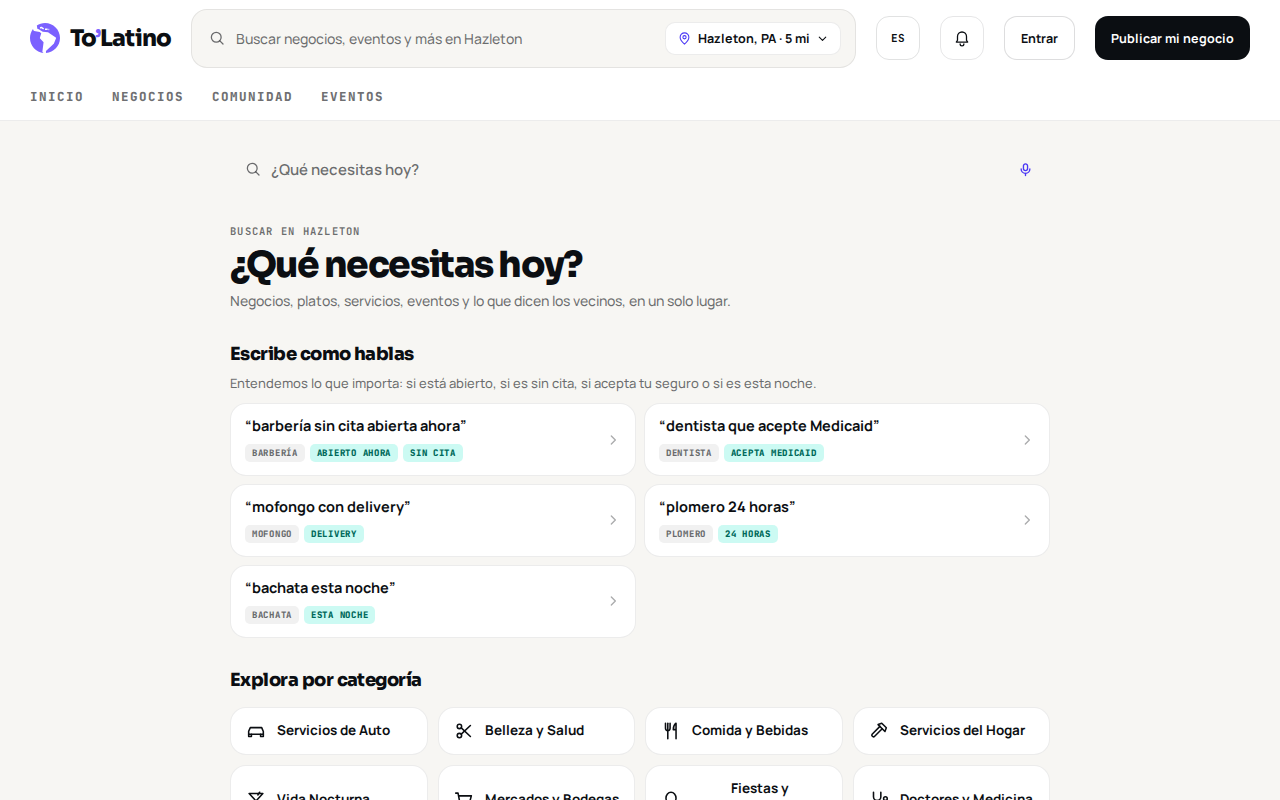 To'Latino
Buscar negocios, eventos y más en Hazleton
Hazleton, PA · 5 mi
ES
Entrar
Publicar mi negocio
INICIO
NEGOCIOS
COMUNIDAD
EVENTOS
¿Qué necesitas hoy?
BUSCAR EN HAZLETON
¿Qué necesitas hoy?
Negocios, platos, servicios, eventos y lo que dicen los vecinos, en un solo lugar.
Escribe como hablas
Entendemos lo que importa: si está abierto, si es sin cita, si acepta tu seguro o si es esta noche.
“barbería sin cita abierta ahora”
BARBERÍA ABIERTO AHORA SIN CITA
“dentista que acepte Medicaid”
DENTISTA ACEPTA MEDICAID
“mofongo con delivery”
MOFONGO DELIVERY
“plomero 24 horas”
PLOMERO 24 HORAS
“bachata esta noche”
BACHATA ESTA NOCHE
Explora por categoría
Servicios de Auto
Belleza y Salud
Comida y Bebidas
Servicios del Hogar
Vida Nocturna
Mercados y Bodegas
Fiestas y
Doctores y Medicina